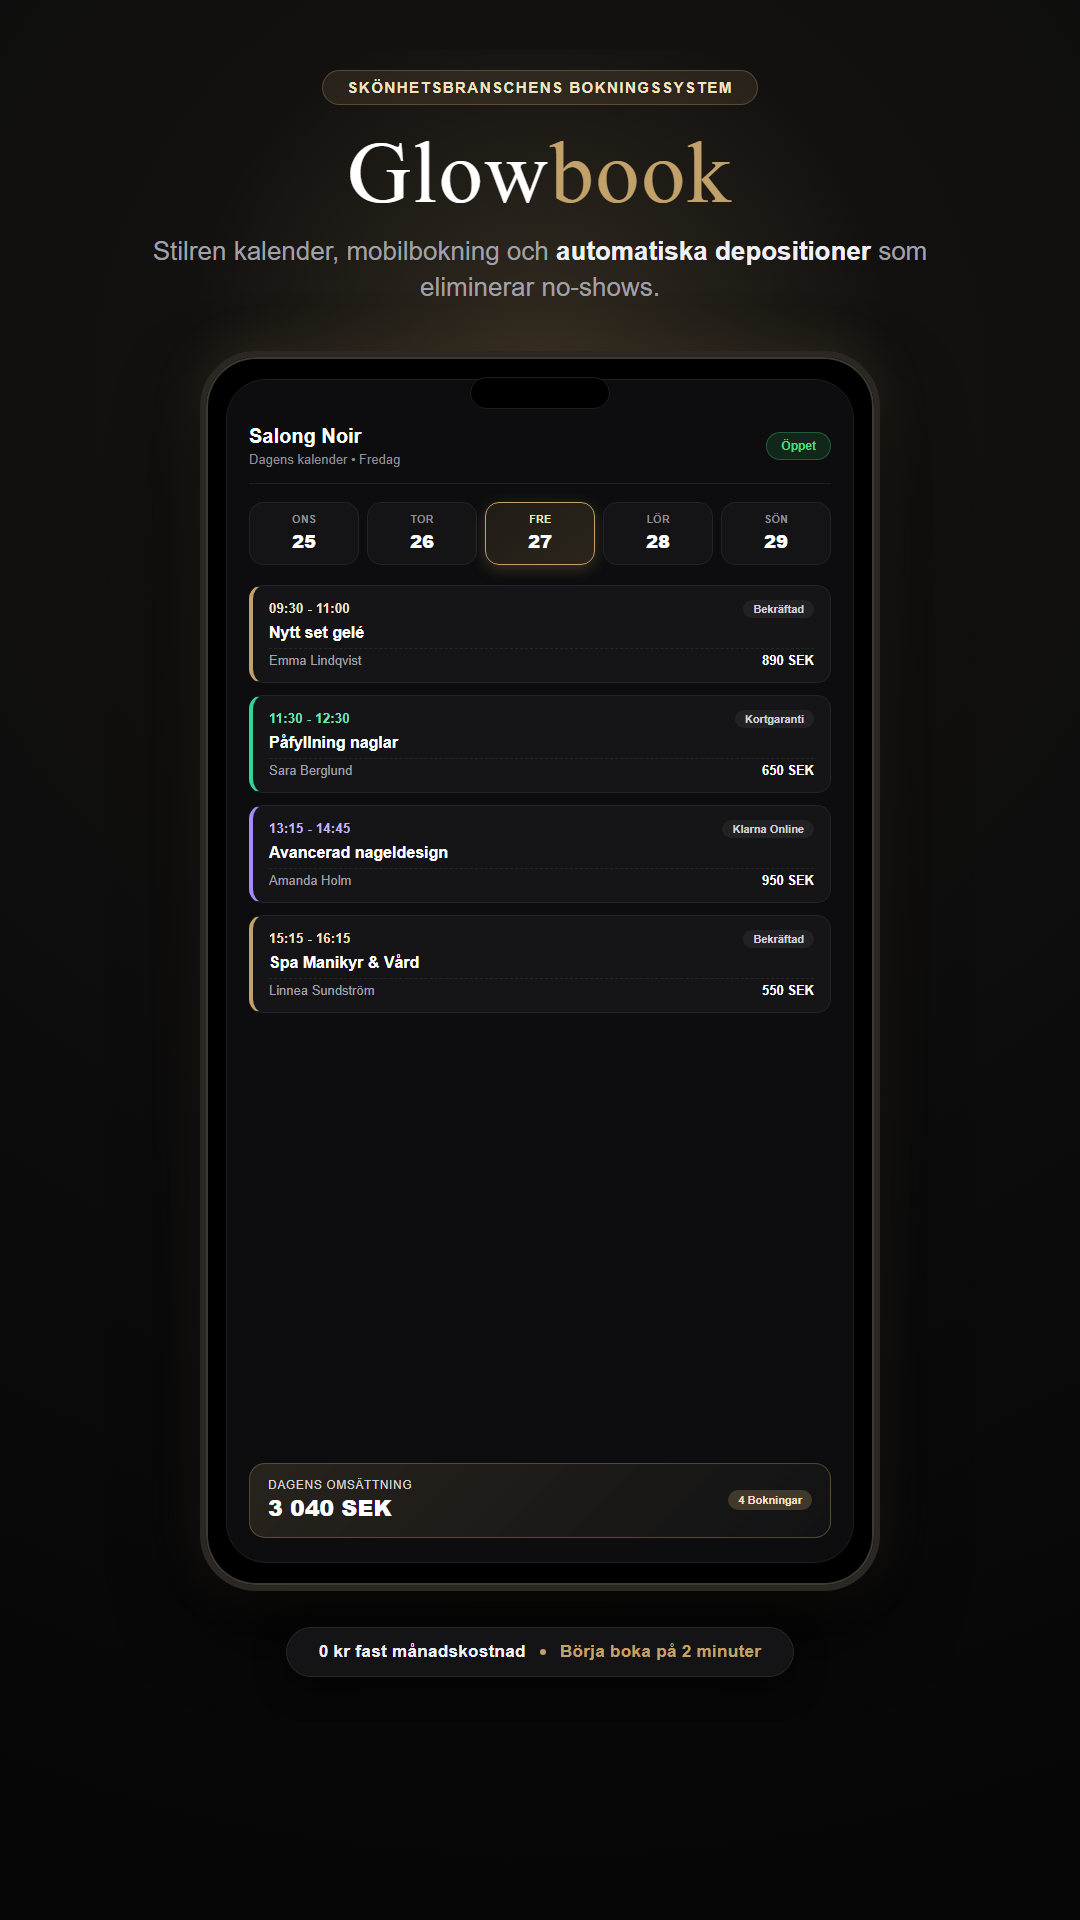 SKÖNHETSBRANSCHENS BOKNINGSSYSTEM
Glowbook
Stilren kalender, mobilbokning och automatiska depositioner som
eliminerar no-shows.
Salong Noir
Dagens kalender • Fredag
Öppet
ONS TOR FRE LÖR SÖN
25 26 27 28 29
09:30 - 11:00 Bekräftad
Nytt set gelé
Emma Lindqvist 890 SEK
11:30 - 12:30 Kortgaranti
Påfyllning naglar
Sara Berglund 650 SEK
13:15 - 14:45 Klarna Online
Avancerad nageldesign
Amanda Holm 950 SEK
15:15 - 16:15 Bekräftad
Spa Manikyr & Vård
Linnea Sundström 550 SEK
DAGENS OMSÄTTNING
3 040 SEK
4 Bokningar
0 kr fast månadskostnad • Börja boka på 2 minuter